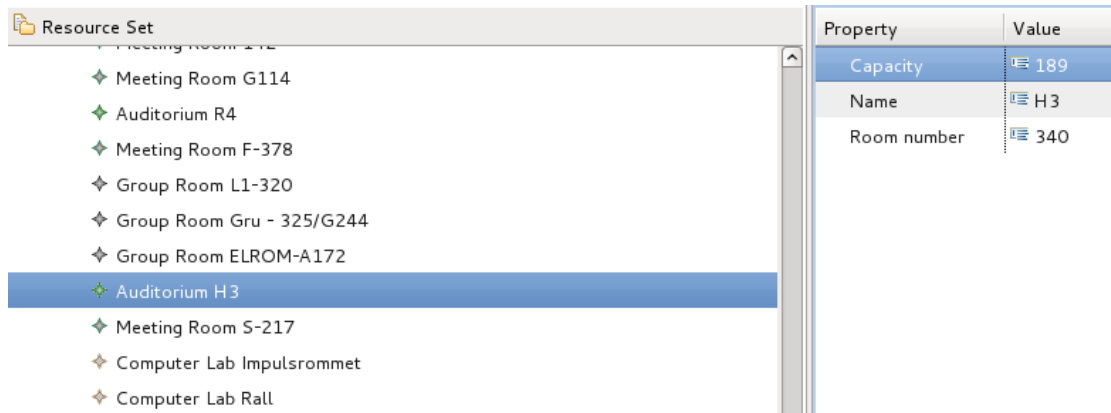 Resource Set
Meeting Room G114
Auditorium R4
Meeting Room F-378
Group Room L1-320
Group Room Gru - 325/G244
Group Room ELROM-A172
Auditorium H3
Meeting Room S-217
Computer Lab Impulsrommet
Computer Lab Rall
Property Value
Capacity 189
Name H3
Room number 340